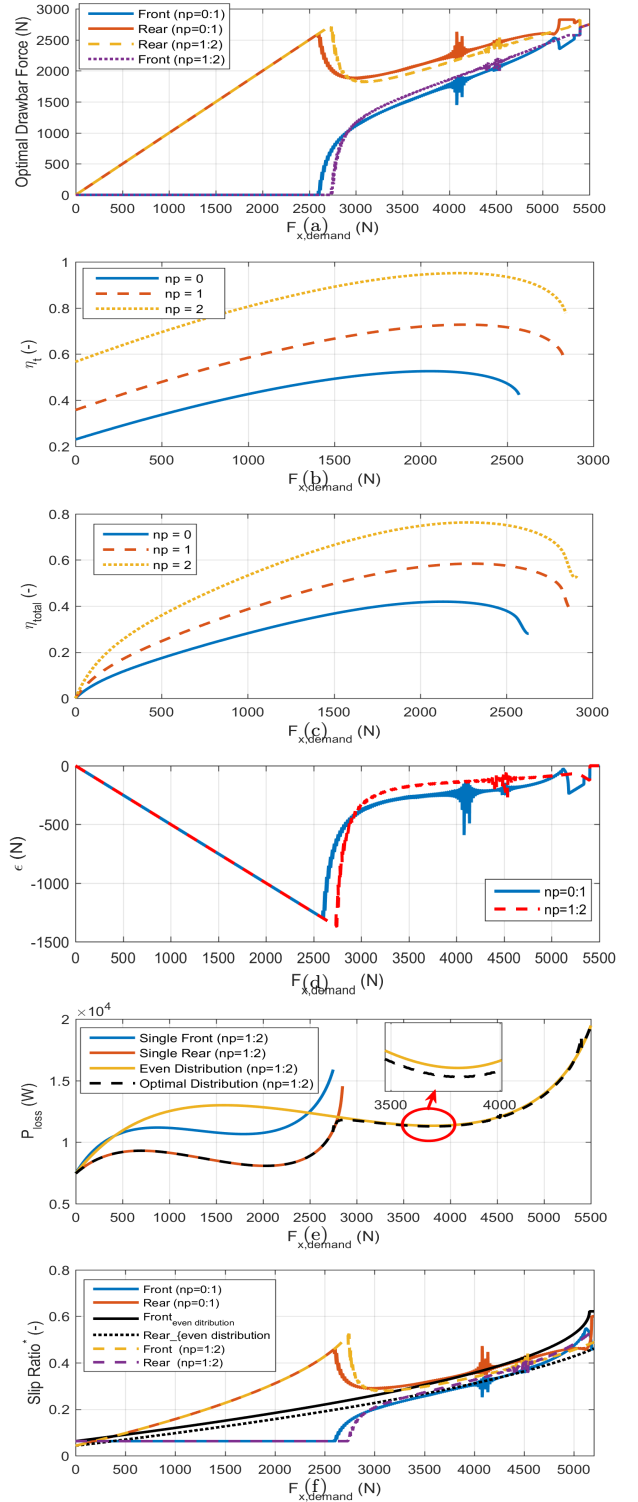 Optimal Drawbar Force (N)
3000
2500
2000
1500
1000
500
0
Front (np=0:1)
Rear (np=0:1)
Rear (np=1:2)
Front (np=1:2)
0 500 1000 1500 2000 2500 3000 3500 4000 4500 5000 5500
F x,demand (N)
(a)
η t (-)
1
0.8
0.6
0.4
0.2
np = 0
np = 1
np = 2
0 500 1000 1500 2000 2500 3000
F x,demand (N)
(b)
η total (-)
0.8
0.6
0.4
0.2
0
np = 0
np = 1
np = 2
0 500 1000 1500 2000 2500 3000
F x,demand (N)
(c)
ϵ (N)
0
-500
-1000
-1500
np=0:1
np=1:2
0 500 1000 1500 2000 2500 3000 3500 4000 4500 5000 5500
F x,demand (N)
(d)
×10^4
P loss (W)
2
1.5
1
0.5
Single Front (np=1:2)
Single Rear (np=1:2)
Even Distribution (np=1:2)
Optimal Distribution (np=1:2)
3500 4000
0 500 1000 1500 2000 2500 3000 3500 4000 4500 5000 5500
F x,demand (N)
(e)
Slip Ratio* (-)
0.8
0.6
0.4
0.2
0
Front (np=0:1)
Rear (np=0:1)
Front even ditribution
Rear_{even distribution
Front (np=1:2)
Rear (np=1:2)
0 500 1000 1500 2000 2500 3000 3500 4000 4500 5000
F x,demand (N)
(f)